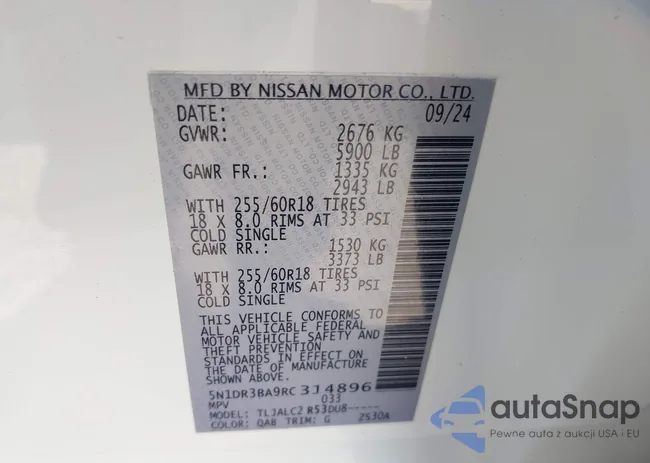 MFD BY NISSAN MOTOR CO., LTD.
DATE: 09/24
GVWR: 2676 KG
5900 LB
GAWR FR.: 1335 KG
2943 LB
WITH 255/60R18 TIRES
18 X 8.0 RIMS AT 33 PSI
COLD SINGLE
GAWR RR.: 1530 KG
3373 LB
WITH 255/60R18 TIRES
18 X 8.0 RIMS AT 33 PSI
COLD SINGLE
THIS VEHICLE CONFORMS TO
ALL APPLICABLE FEDERAL
MOTOR VEHICLE SAFETY AND
THEFT PREVENTION
STANDARDS IN EFFECT ON
THE DATE OF MANUFACTURE
SHOWN ABOVE
5N1DR3BA9RC314896
MPV 033
MODEL: TLJALC2 R53DU8-----
COLOR: QAB TRIM: G 2S30A
autoSnap
Pewne auta z aukcji USA i EU